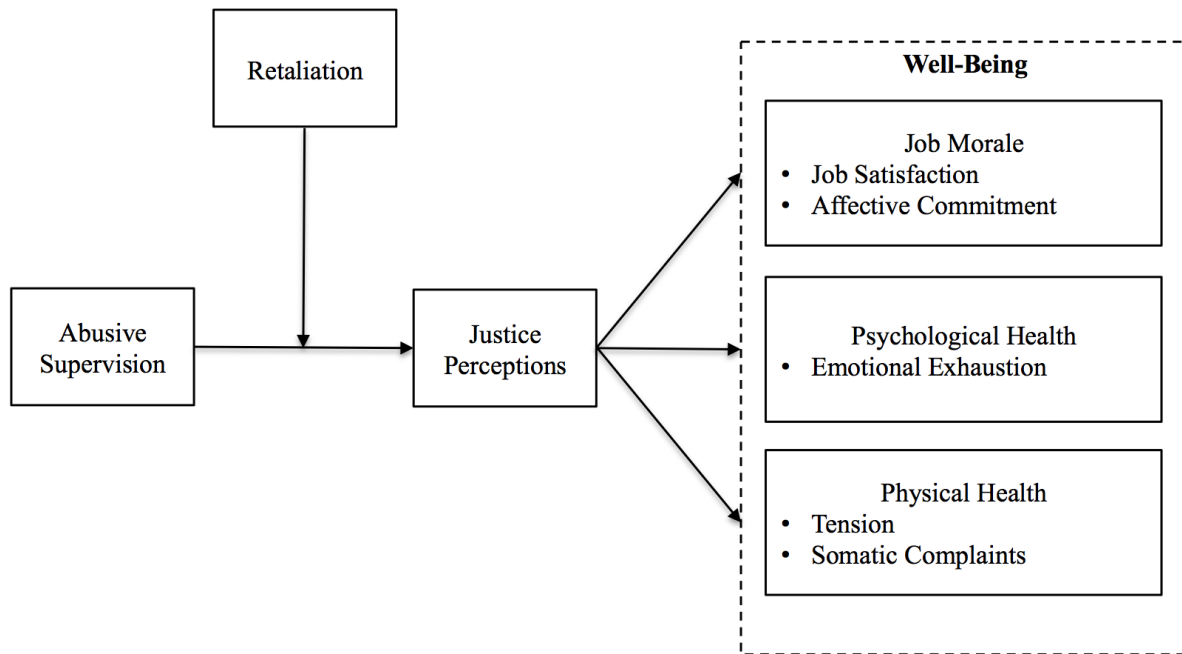 Retaliation
Well-Being
Job Morale
• Job Satisfaction
• Affective Commitment
Abusive
Supervision
Justice
Perceptions
Psychological Health
• Emotional Exhaustion
Physical Health
• Tension
• Somatic Complaints